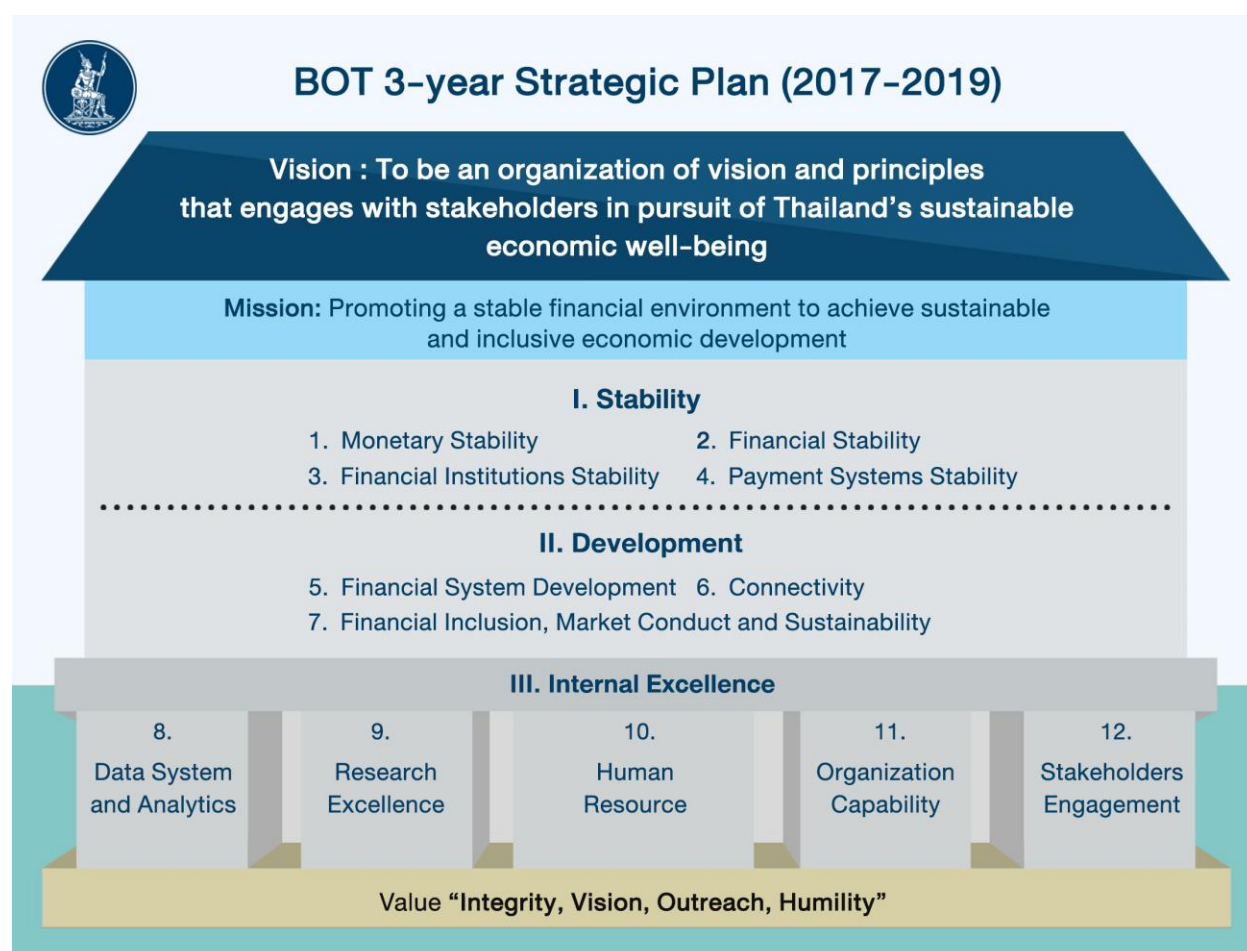 BOT 3-year Strategic Plan (2017-2019)
Vision : To be an organization of vision and principles
that engages with stakeholders in pursuit of Thailand's sustainable
economic well-being
Mission: Promoting a stable financial environment to achieve sustainable
and inclusive economic development
I. Stability
1. Monetary Stability
2. Financial Stability
3. Financial Institutions Stability
4. Payment Systems Stability
II. Development
5. Financial System Development
6. Connectivity
7. Financial Inclusion, Market Conduct and Sustainability
III. Internal Excellence
8.
Data System
and Analytics
9.
Research
Excellence
10.
Human
Resource
11.
Organization
Capability
12.
Stakeholders
Engagement
Value “Integrity, Vision, Outreach, Humility”